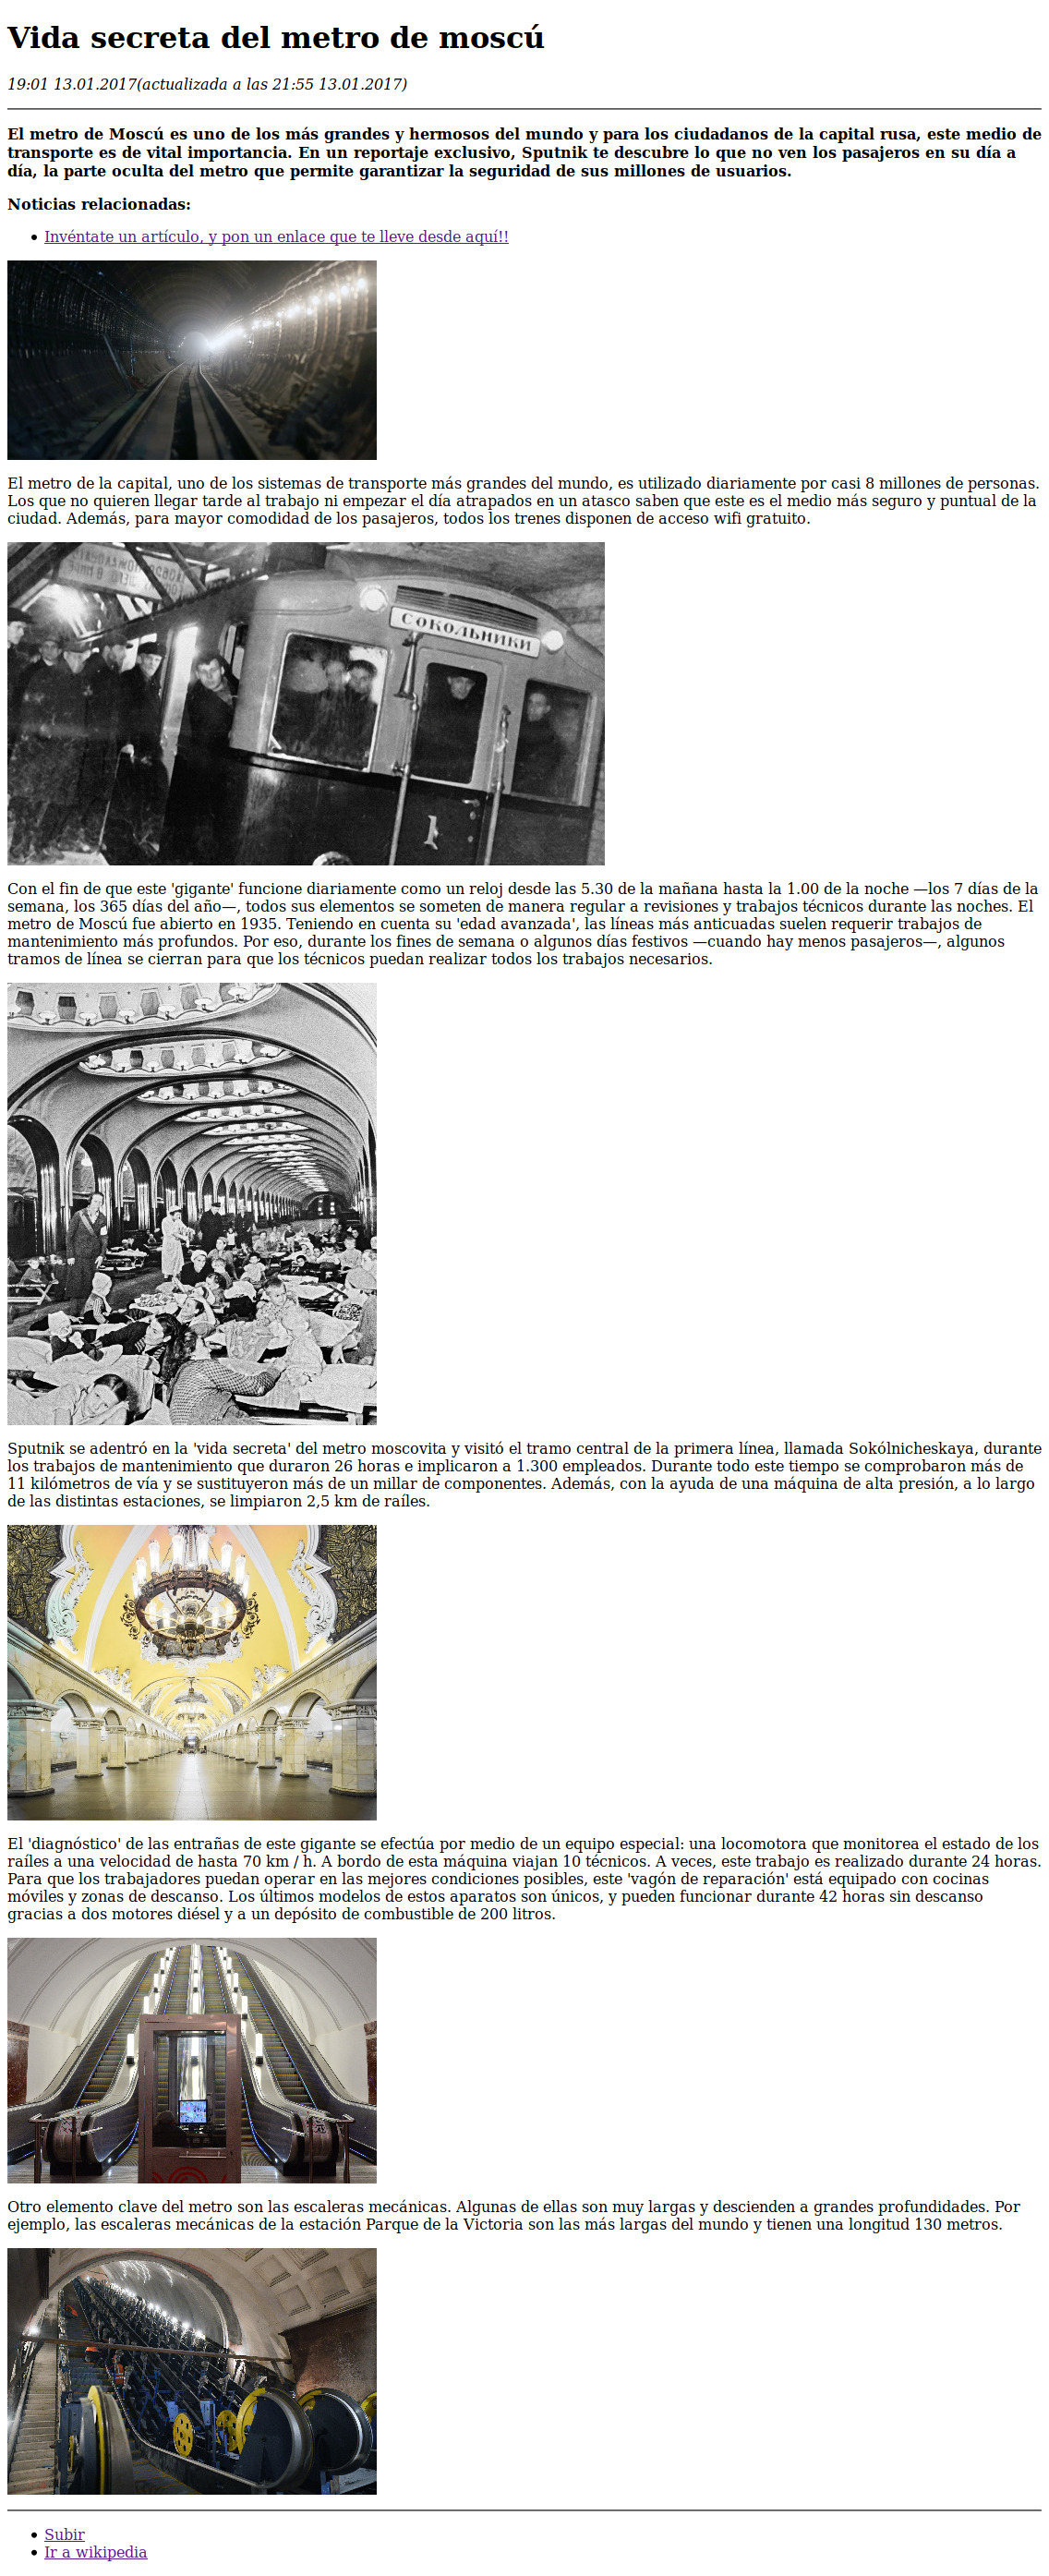 Vida secreta del metro de moscú
19:01 13.01.2017(actualizada a las 21:55 13.01.2017)
El metro de Moscú es uno de los más grandes y hermosos del mundo y para los ciudadanos de la capital rusa, este medio de
transporte es de vital importancia. En un reportaje exclusivo, Sputnik te descubre lo que no ven los pasajeros en su día a
día, la parte oculta del metro que permite garantizar la seguridad de sus millones de usuarios.
Noticias relacionadas:
Invéntate un artículo, y pon un enlace que te lleve desde aquí!!
El metro de la capital, uno de los sistemas de transporte más grandes del mundo, es utilizado diariamente por casi 8 millones de personas.
Los que no quieren llegar tarde al trabajo ni empezar el día atrapados en un atasco saben que este es el medio más seguro y puntual de la
ciudad. Además, para mayor comodidad de los pasajeros, todos los trenes disponen de acceso wifi gratuito.
СОКОЛЬНИКИ
1
Con el fin de que este 'gigante' funcione diariamente como un reloj desde las 5.30 de la mañana hasta la 1.00 de la noche —los 7 días de la
semana, los 365 días del año—, todos sus elementos se someten de manera regular a revisiones y trabajos técnicos durante las noches. El
metro de Moscú fue abierto en 1935. Teniendo en cuenta su 'edad avanzada', las líneas más anticuadas suelen requerir trabajos de
mantenimiento más profundos. Por eso, durante los fines de semana o algunos días festivos —cuando hay menos pasajeros—, algunos
tramos de línea se cierran para que los técnicos puedan realizar todos los trabajos necesarios.
Sputnik se adentró en la 'vida secreta' del metro moscovita y visitó el tramo central de la primera línea, llamada Sokólnicheskaya, durante
los trabajos de mantenimiento que duraron 26 horas e implicaron a 1.300 empleados. Durante todo este tiempo se comprobaron más de
11 kilómetros de vía y se sustituyeron más de un millar de componentes. Además, con la ayuda de una máquina de alta presión, a lo largo
de las distintas estaciones, se limpiaron 2,5 km de raíles.
El 'diagnóstico' de las entrañas de este gigante se efectúa por medio de un equipo especial: una locomotora que monitorea el estado de los
raíles a una velocidad de hasta 70 km / h. A bordo de esta máquina viajan 10 técnicos. A veces, este trabajo es realizado durante 24 horas.
Para que los trabajadores puedan operar en las mejores condiciones posibles, este 'vagón de reparación' está equipado con cocinas
móviles y zonas de descanso. Los últimos modelos de estos aparatos son únicos, y pueden funcionar durante 42 horas sin descanso
gracias a dos motores diésel y a un depósito de combustible de 200 litros.
Otro elemento clave del metro son las escaleras mecánicas. Algunas de ellas son muy largas y descienden a grandes profundidades. Por
ejemplo, las escaleras mecánicas de la estación Parque de la Victoria son las más largas del mundo y tienen una longitud 130 metros.
Subir
Ir a wikipedia